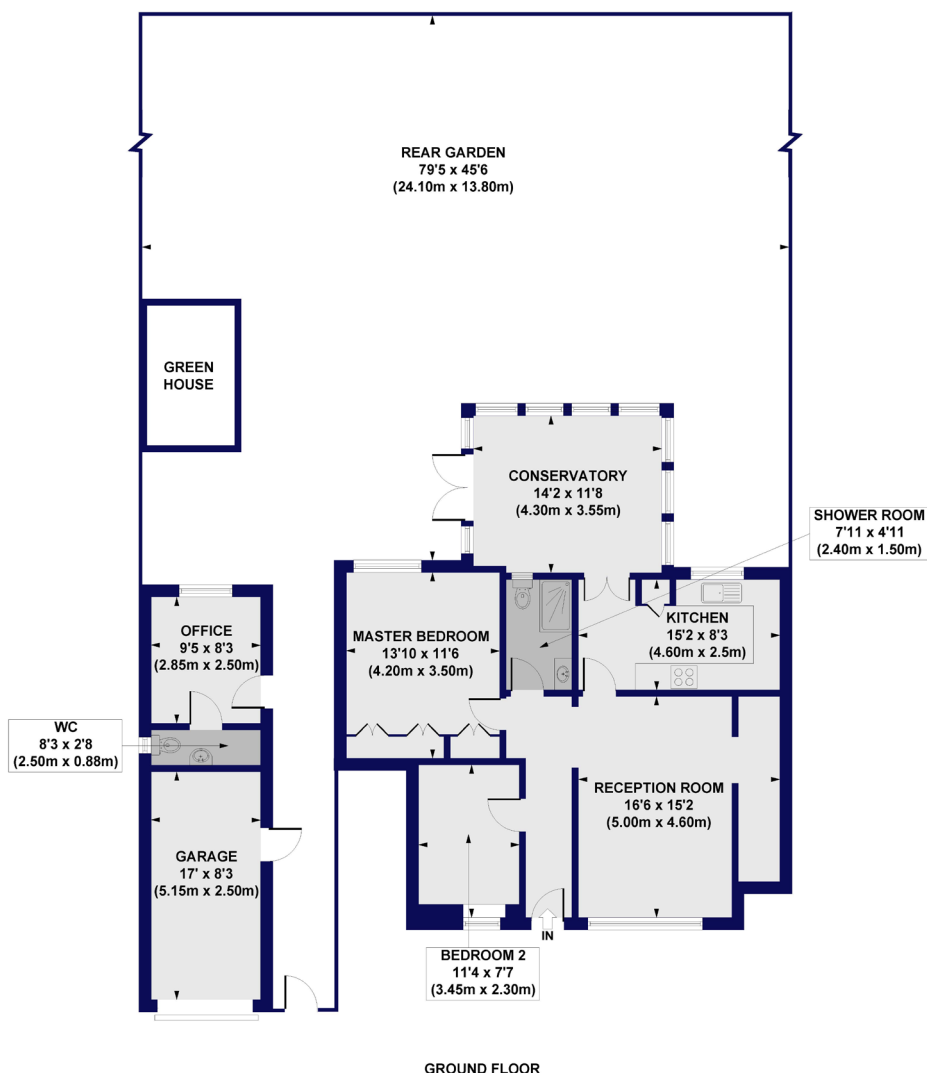 REAR GARDEN
79'5 x 45'6
(24.10m x 13.80m)
GREEN
HOUSE
CONSERVATORY
14'2 x 11'8
(4.30m x 3.55m)
SHOWER ROOM
7'11 x 4'11
(2.40m x 1.50m)
OFFICE
9'5 x 8'3
(2.85m x 2.50m)
MASTER BEDROOM
13'10 x 11'6
(4.20m x 3.50m)
KITCHEN
15'2 x 8'3
(4.60m x 2.5m)
WC
8'3 x 2'8
(2.50m x 0.88m)
RECEPTION ROOM
16'6 x 15'2
(5.00m x 4.60m)
GARAGE
17' x 8'3
(5.15m x 2.50m)
IN
BEDROOM 2
11'4 x 7'7
(3.45m x 2.30m)
GROUND FLOOR